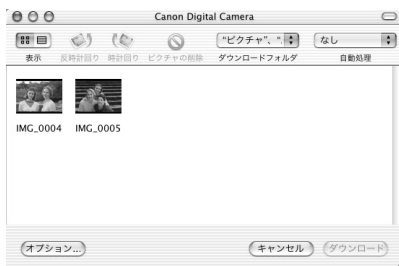 Canon Digital Camera
"ピクチャ"、". なし
表示 反時計回り 時計回り ピクチャの削除 ダウンロードフォルダ 自動処理
IMG_0004 IMG_0005
オプション... キャンセル ダウンロード